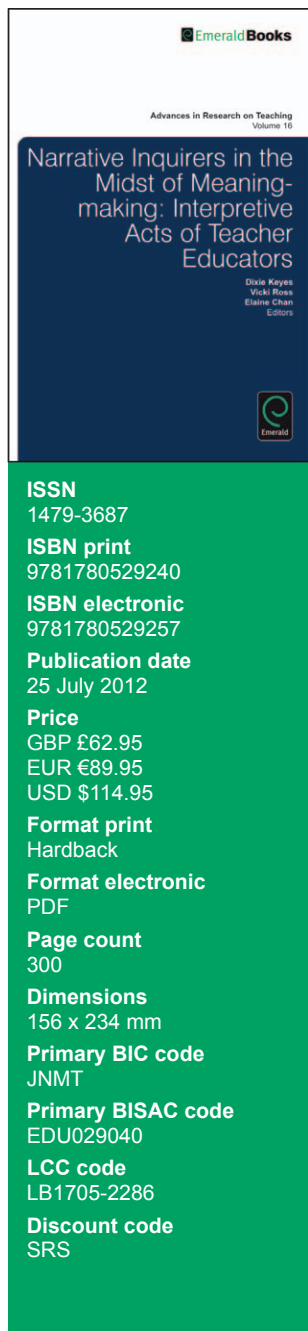 Emerald Books
Advances in Research on Teaching
Volume 16
Narrative Inquirers in the
Midst of Meaning-
making: Interpretive
Acts of Teacher
Educators
Dixie Keyes
Vicki Ross
Elaine Chan
Editors
Emerald
ISSN
1479-3687
ISBN print
9781780529240
ISBN electronic
9781780529257
Publication date
25 July 2012
Price
GBP £62.95
EUR €89.95
USD $114.95
Format print
Hardback
Format electronic
PDF
Page count
300
Dimensions
156 x 234 mm
Primary BIC code
JNMT
Primary BISAC code
EDU029040
LCC code
LB1705-2286
Discount code
SRS